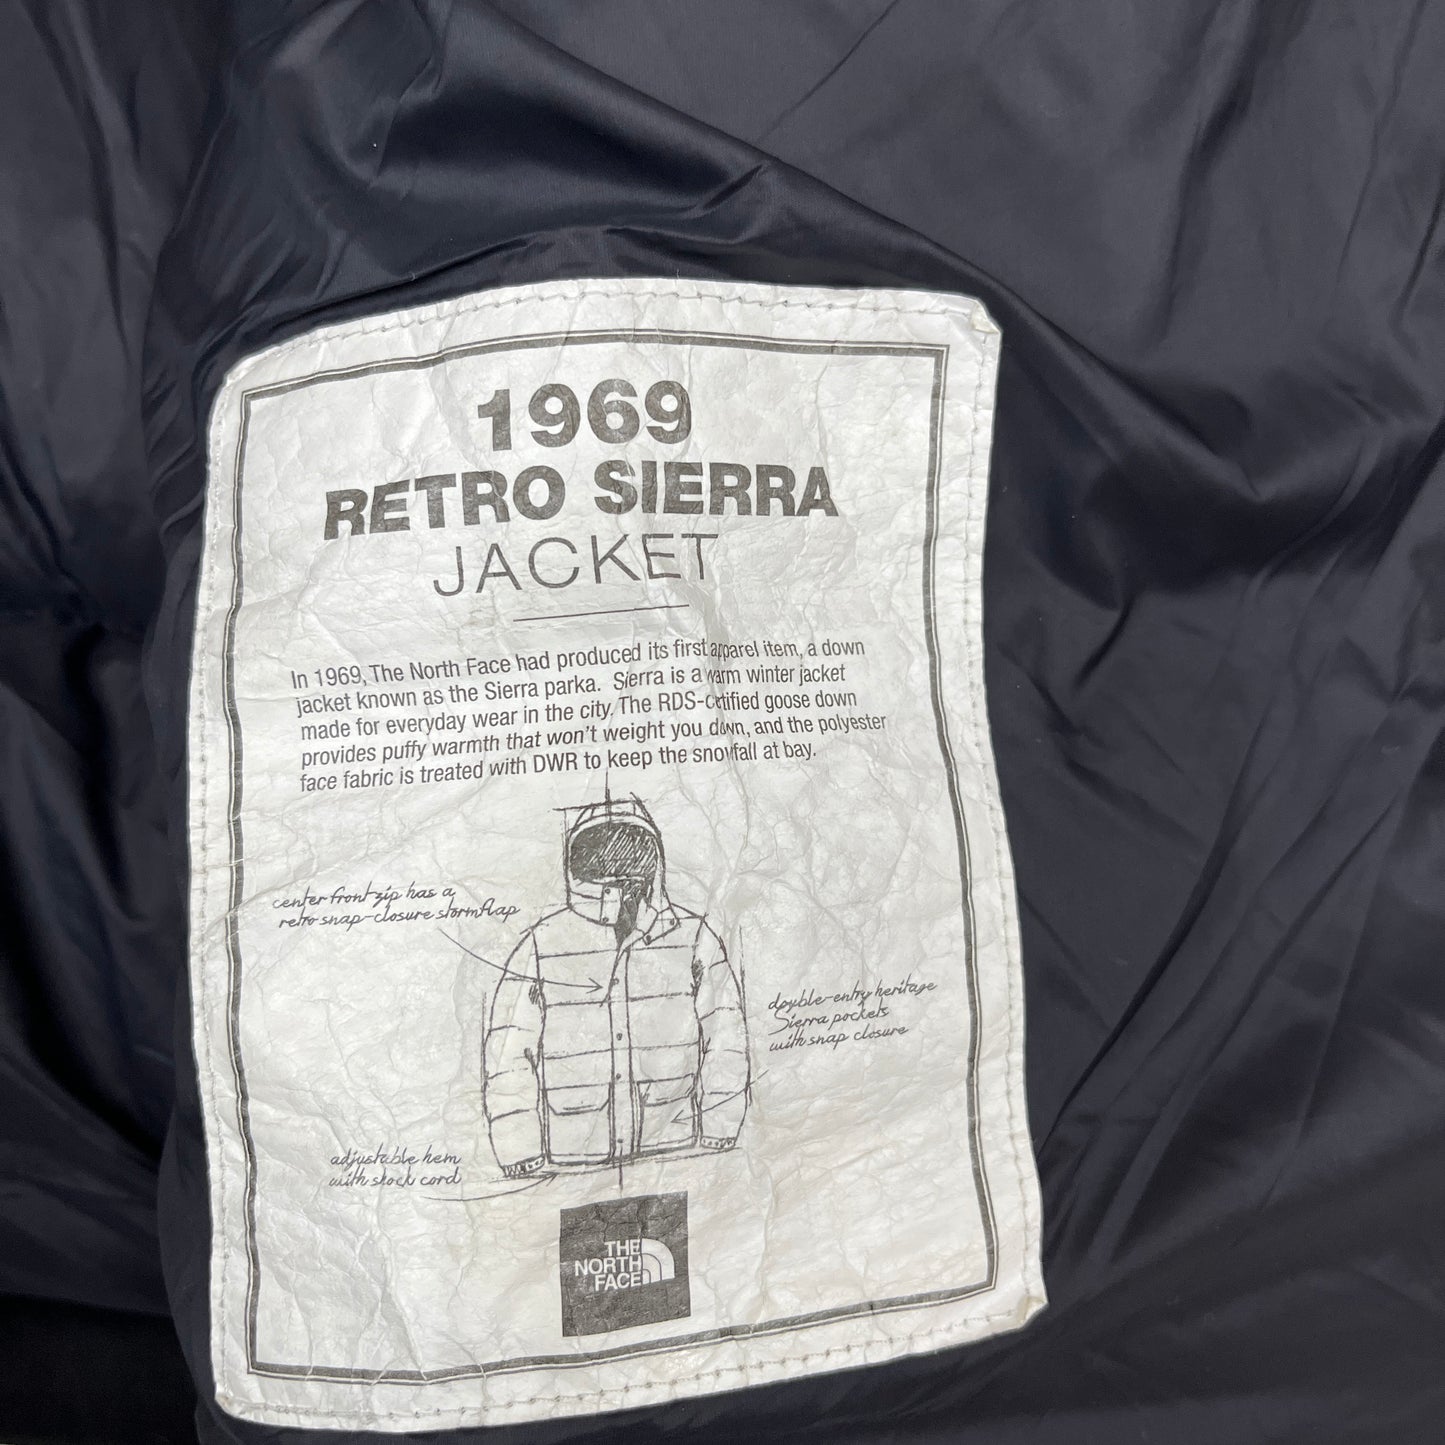 1969
RETRO SIERRA
JACKET
In 1969, The North Face had produced its first apparel item, a down
jacket known as the Sierra parka. Sierra is a warm winter jacket
made for everyday wear in the city. The RDS-certified goose down
provides puffy warmth that won't weight you down, and the polyester
face fabric is treated with DWR to keep the snowfall at bay.
center front zip has a
retro snap-closure stormflap
double-entry heritage
Sierra pockets
with snap closure
adjustable hem
with shock cord
THE
NORTH
FACE